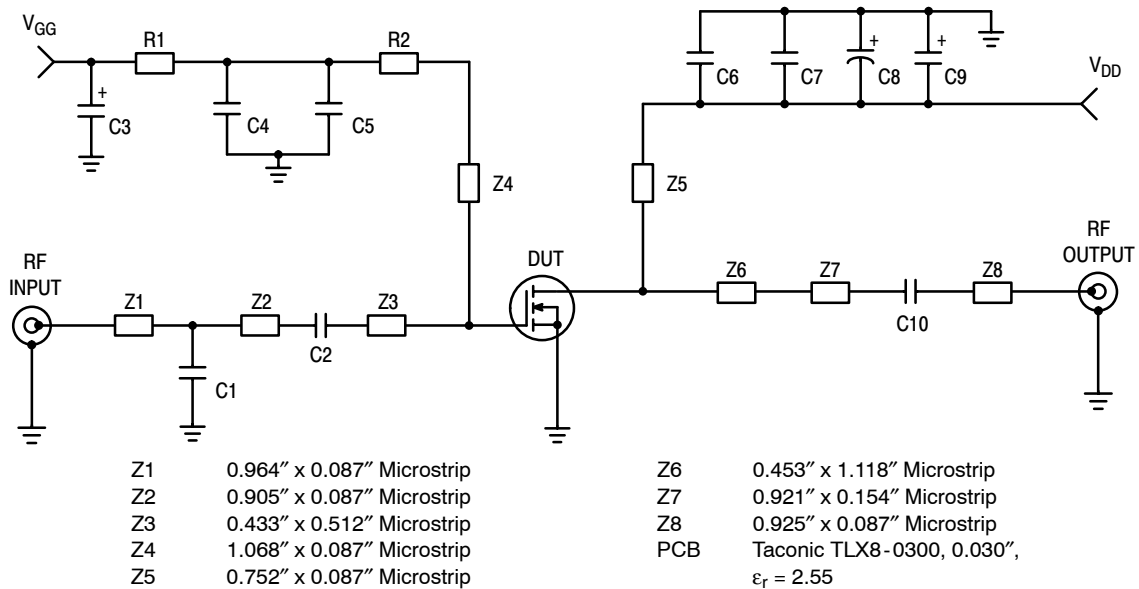 VGG
R1
R2
+
C3
C4
C5
Z4
+
+
C6
C7
C8
C9
VDD
Z5
RF
INPUT
Z1
Z2
Z3
C2
C1
DUT
Z6
Z7
Z8
C10
RF
OUTPUT
Z1 0.964″ x 0.087″ Microstrip
Z2 0.905″ x 0.087″ Microstrip
Z3 0.433″ x 0.512″ Microstrip
Z4 1.068″ x 0.087″ Microstrip
Z5 0.752″ x 0.087″ Microstrip
Z6 0.453″ x 1.118″ Microstrip
Z7 0.921″ x 0.154″ Microstrip
Z8 0.925″ x 0.087″ Microstrip
PCB Taconic TLX8-0300, 0.030″,
εr = 2.55